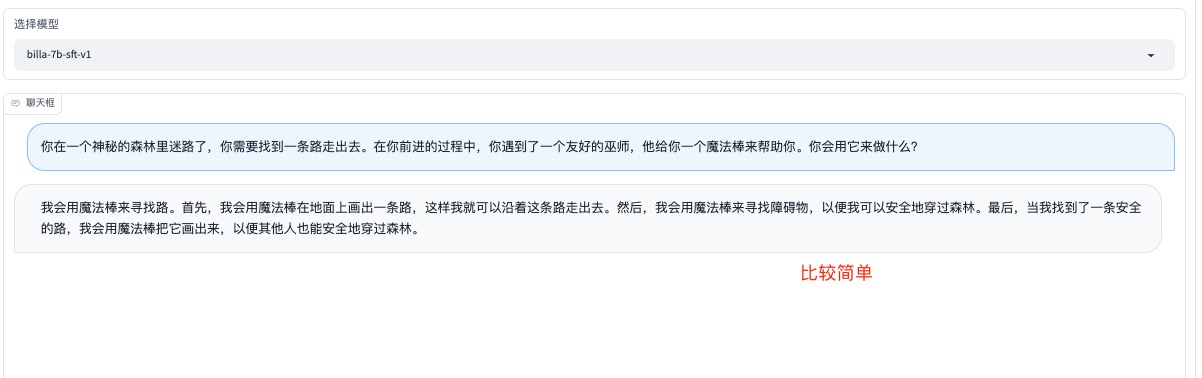 选择模型
billa-7b-sft-v1
聊天框
你在一个神秘的森林里迷路了，你需要找到一条路走出去。在你前进的过程中，你遇到了一个友好的巫师，他给你一个魔法棒来帮助你。你会用它来做什么?
我会用魔法棒来寻找路。首先，我会用魔法棒在地面上画出一条路，这样我就可以沿着这条路走出去。然后，我会用魔法棒来寻找障碍物，以便我可以安全地穿过森林。最后，当我找到了一条安全
的路，我会用魔法棒把它画出来，以便其他人也能安全地穿过森林。
比较简单